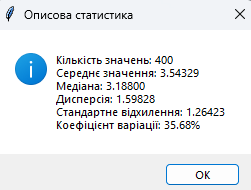 Описова статистика
Кількість значень: 400
Середнє значення: 3.54329
Медіана: 3.18800
Дисперсія: 1.59828
Стандартне відхилення: 1.26423
Коефіцієнт варіації: 35.68%
OK